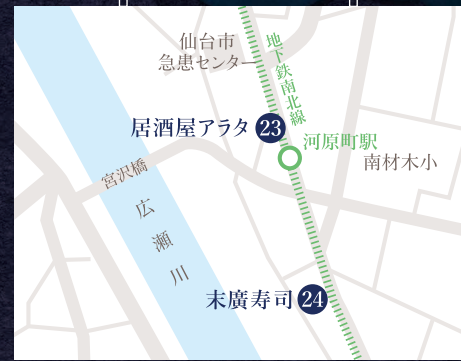 仙台市
急患センター
地下鉄南北線
居酒屋アラタ 23
河原町駅
南材木小
宮沢橋
広瀬川
末廣寿司 24